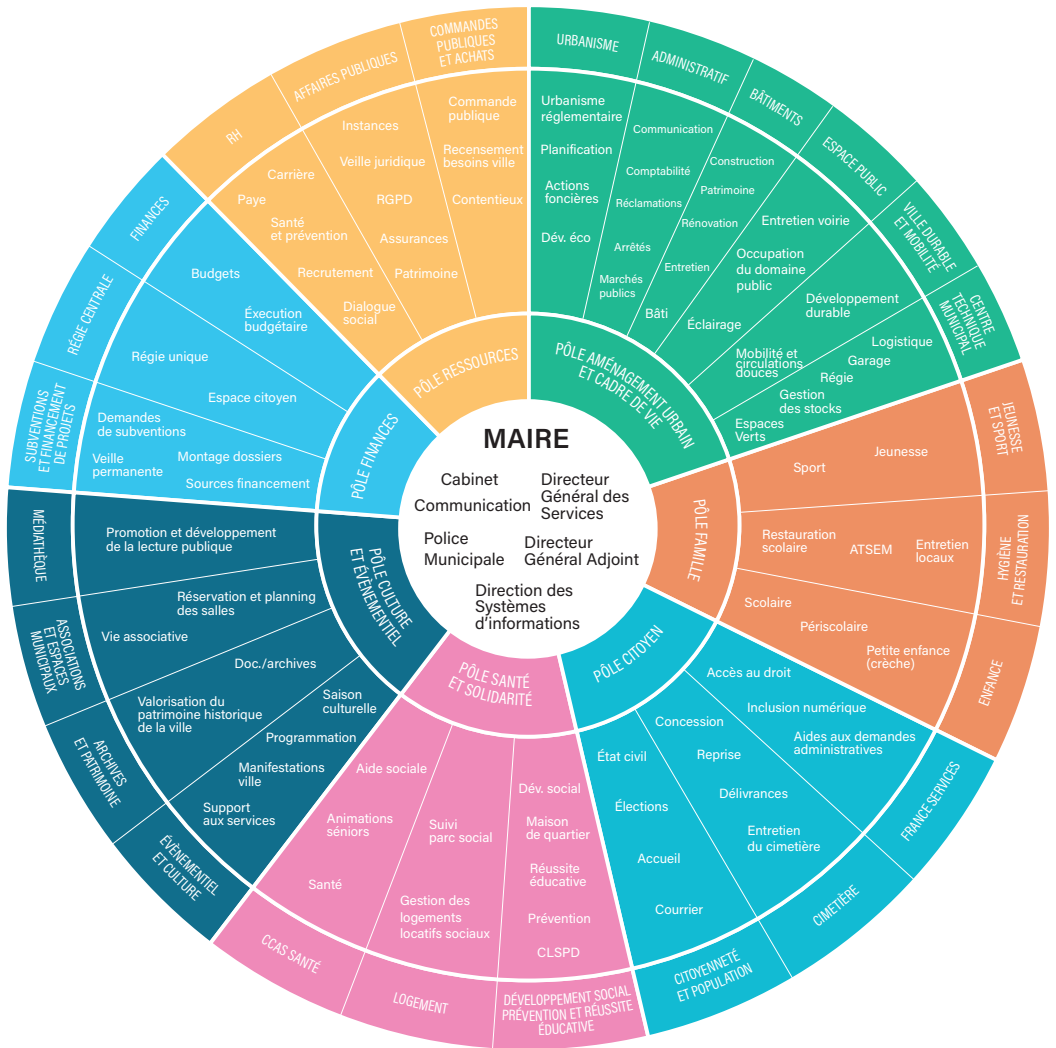 MAIRE
Cabinet
Communication
Directeur
Général des
Services
Police
Municipale
Directeur
Général Adjoint
Direction des
Systèmes
d’informations
PÔLE AMÉNAGEMENT URBAIN
ET CADRE DE VIE
URBANISME
Urbanisme
réglementaire
Planification
Actions
foncières
Dév. éco
ADMINISTRATIF
Communication
Comptabilité
Réclamations
Arrêtés
Marchés
publics
BÂTIMENTS
Construction
Patrimoine
Rénovation
Entretien
Bâti
ESPACE PUBLIC
Entretien voirie
Occupation
du domaine
public
Éclairage
VILLE DURABLE
ET MOBILITÉ
Développement
durable
Mobilité et
circulations
douces
CENTRE
TECHNIQUE
MUNICIPAL
Logistique
Garage
Régie
Gestion
des stocks
Espaces
Verts
PÔLE FAMILLE
JEUNESSE
ET SPORT
Jeunesse
Sport
HYGIÈNE
ET RESTAURATION
Restauration
scolaire
ATSEM
Entretien
locaux
ENFANCE
Scolaire
Périscolaire
Petite enfance
(crèche)
PÔLE CITOYEN
FRANCE SERVICES
Accès au droit
Inclusion numérique
Aides aux demandes
administratives
CIMETIÈRE
Concession
Reprise
Délivrances
Entretien
du cimetière
CITOYENNETÉ
ET POPULATION
État civil
Élections
Accueil
Courrier
PÔLE SANTÉ
ET SOLIDARITÉ
DÉVELOPPEMENT SOCIAL
PRÉVENTION ET RÉUSSITE
ÉDUCATIVE
Dév. social
Maison
de quartier
Réussite
éducative
Prévention
CLSPD
LOGEMENT
Suivi
parc social
Gestion des
logements
locatifs sociaux
CCAS SANTÉ
Aide sociale
Animations
séniors
Santé
PÔLE CULTURE
ET ÉVÈNEMENTIEL
ÉVÈNEMENTIEL
ET CULTURE
Saison
culturelle
Programmation
Manifestations
ville
Support
aux services
ARCHIVES
ET PATRIMOINE
Doc./archives
Valorisation du
patrimoine historique
de la ville
ASSOCIATIONS
ET ESPACES
MUNICIPAUX
Réservation et planning
des salles
Vie associative
MÉDIATHÈQUE
Promotion et développement
de la lecture publique
PÔLE FINANCES
SUBVENTIONS
ET FINANCEMENT
DE PROJETS
Demandes
de subventions
Veille
permanente
Montage dossiers
Sources financement
RÉGIE CENTRALE
Régie unique
Espace citoyen
FINANCES
Budgets
Éxecution
budgétaire
PÔLE RESSOURCES
RH
Carrière
Paye
Santé
et prévention
Recrutement
Dialogue
social
AFFAIRES PUBLIQUES
Instances
Veille juridique
RGPD
Assurances
Patrimoine
COMMANDES
PUBLIQUES
ET ACHATS
Commande
publique
Recensement
besoins ville
Contentieux